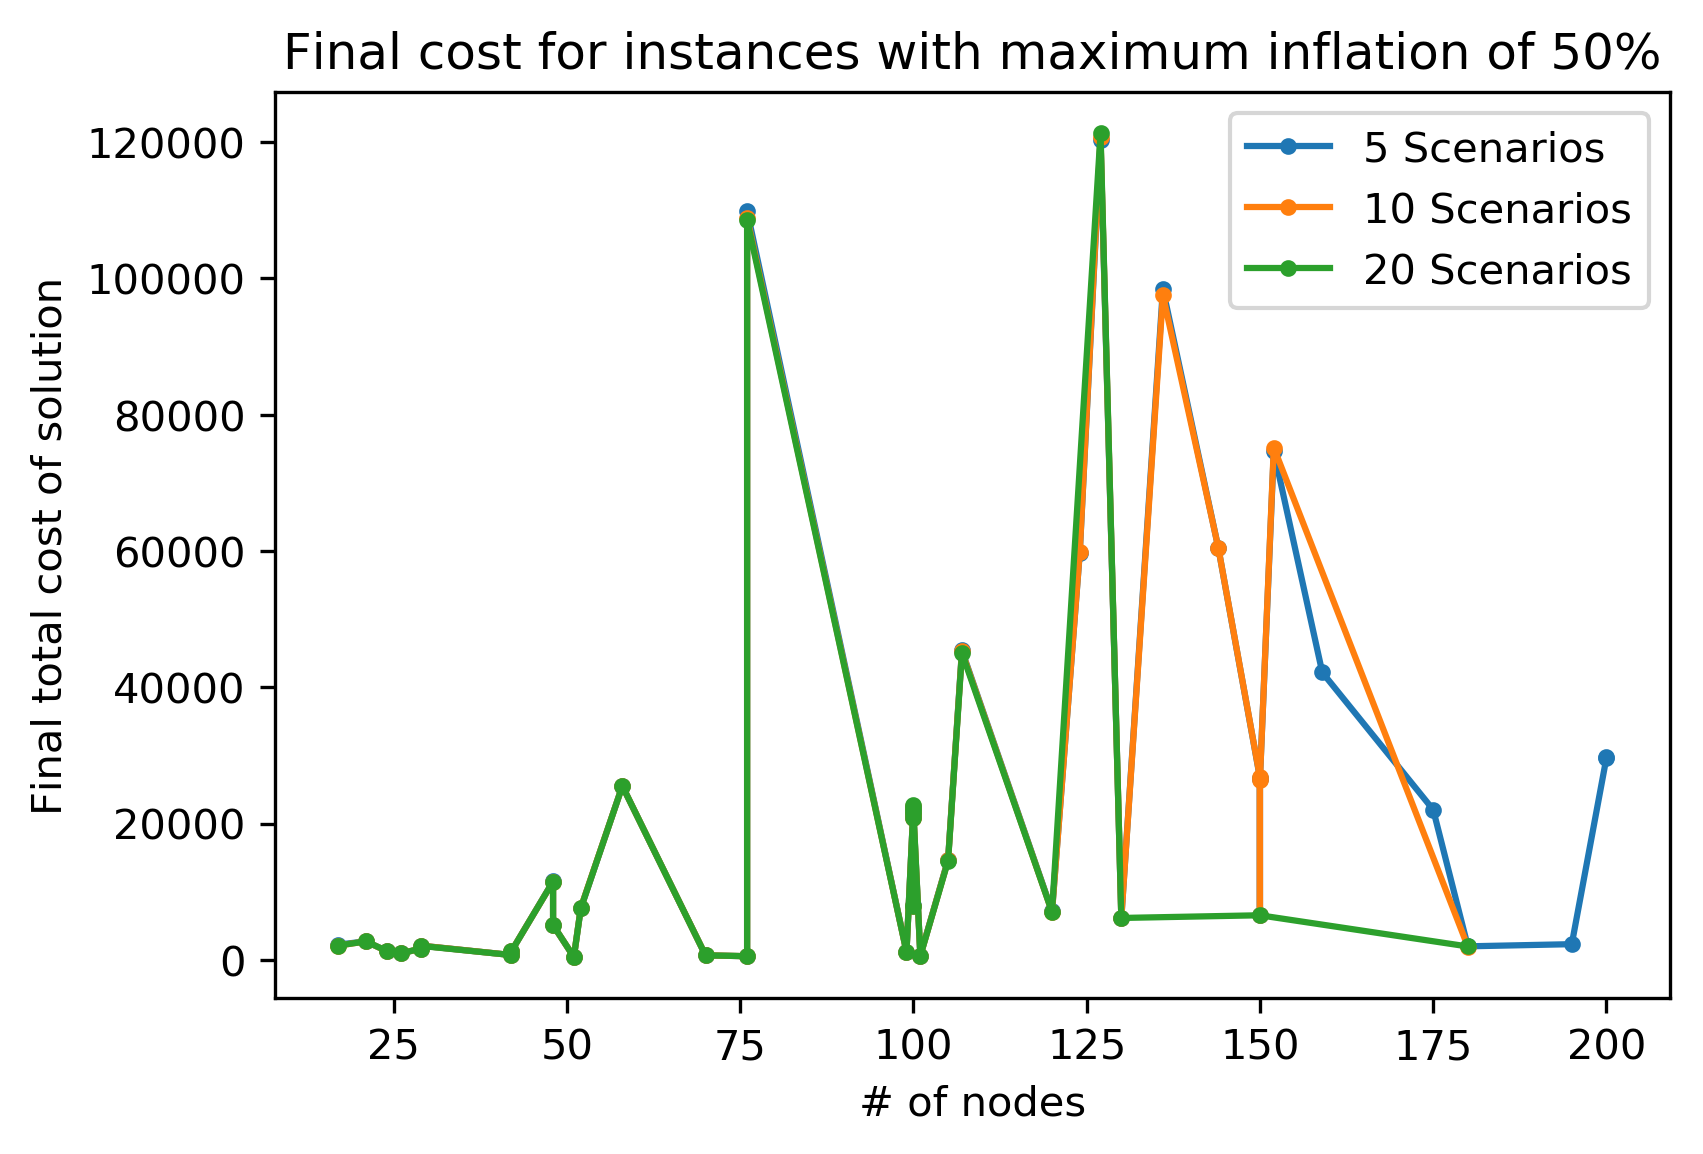 Final cost for instances with maximum inflation of 50%
5 Scenarios
10 Scenarios
20 Scenarios
Final total cost of solution
120000
100000
80000
60000
40000
20000
0
25 50 75 100 125 150 175 200
# of nodes